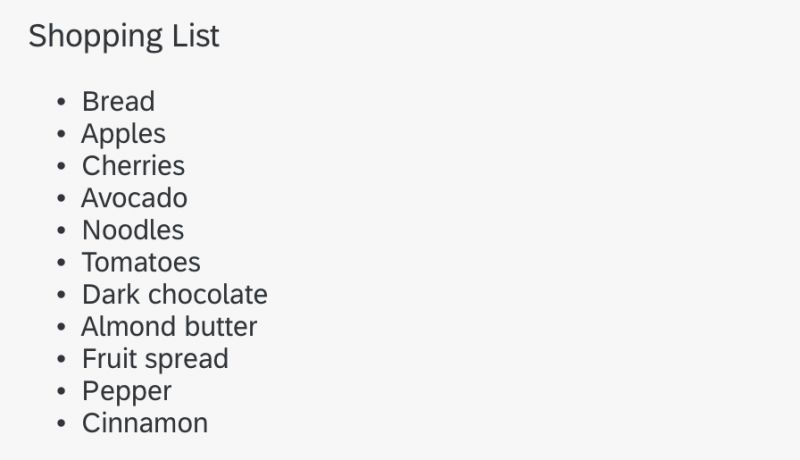 Shopping List
• Bread
• Apples
• Cherries
• Avocado
• Noodles
• Tomatoes
• Dark chocolate
• Almond butter
• Fruit spread
• Pepper
• Cinnamon